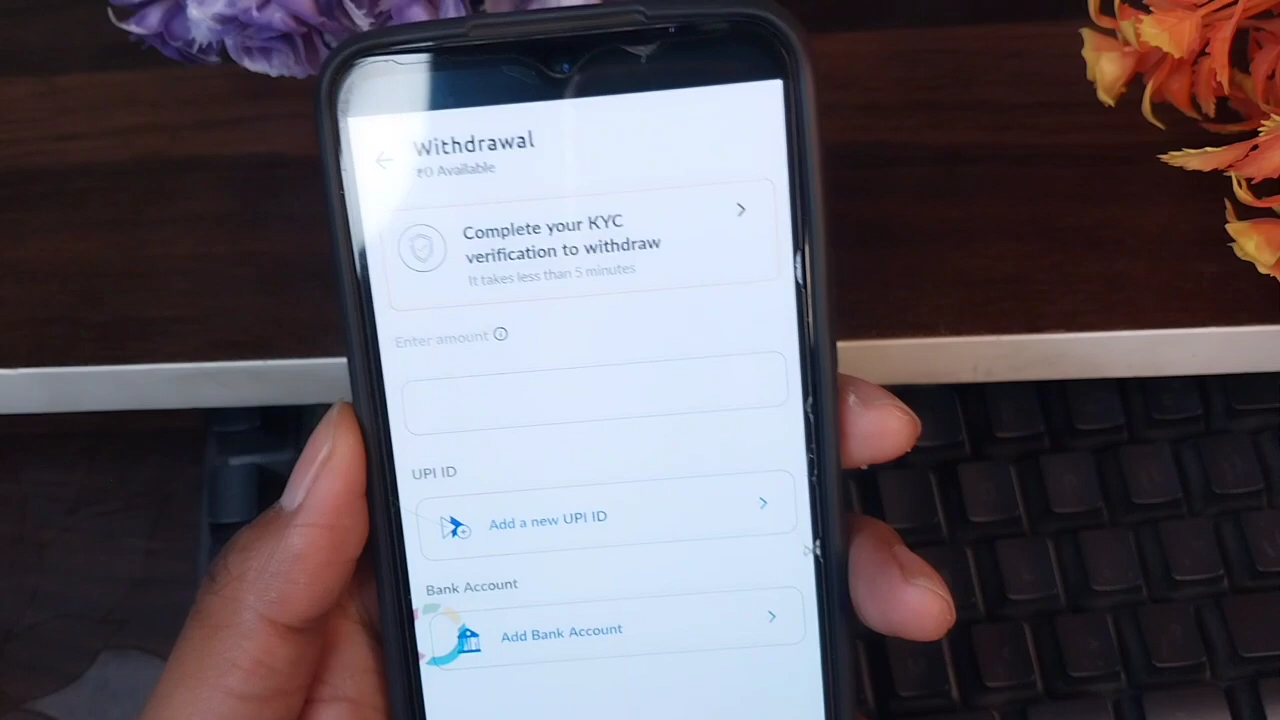 Withdrawal
₹0 Available
Complete your KYC
verification to withdraw
It takes less than 5 minutes
Enter amount
UPI ID
Add a new UPI ID
Bank Account
Add Bank Account